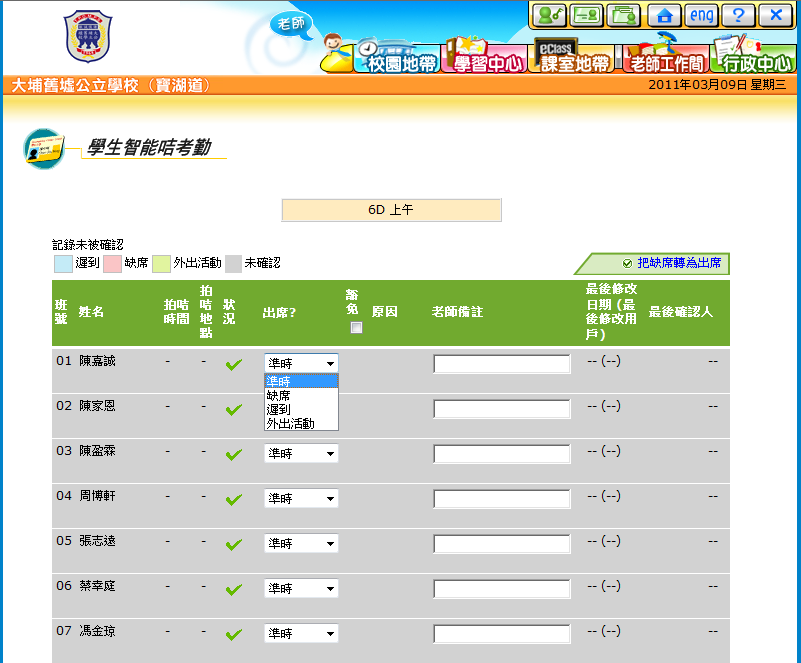 老師
eng ?
校園地帶 學習中心 eClass 課室地帶 老師工作間 行政中心
大埔舊墟公立學校（寶湖道） 2011年03月09日 星期三
學生智能咭考勤
6D 上午
記錄未被確認
遲到 缺席 外出活動 未確認 把缺席轉為出席
班號 姓名 拍咭時間 拍咭地點 狀況 出席? 豁免 原因 老師備註 最後修改日期（最後修改用戶） 最後確認人
01 陳嘉誠 - - 準時 -- (--) --
準時
缺席
遲到
外出活動
02 陳家恩 - - -- (--) --
03 陳盈霖 - - 準時 -- (--) --
04 周博軒 - - 準時 -- (--) --
05 張志遠 - - 準時 -- (--) --
06 蔡幸庭 - - 準時 -- (--) --
07 馮金琼 - - 準時 -- (--) --